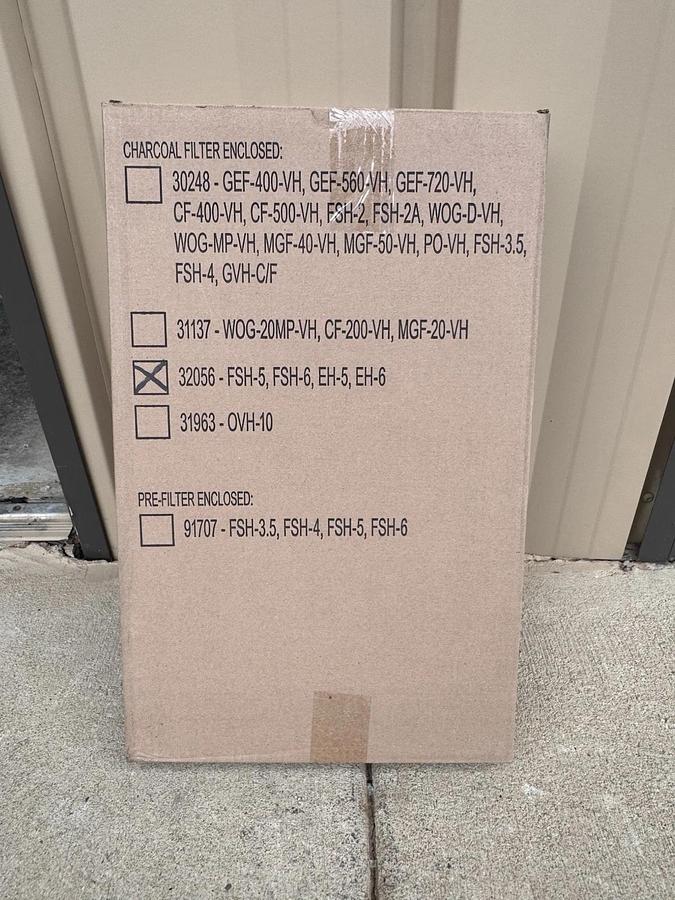 CHARCOAL FILTER ENCLOSED:
30248 - GEF-400-VH, GEF-560-VH, GEF-720-VH,
CF-400-VH, CF-500-VH, FSH-2, FSH-2A, WOG-D-VH,
WOG-MP-VH, MGF-40-VH, MGF-50-VH, PO-VH, FSH-3.5,
FSH-4, GVH-C/F
31137 - WOG-20MP-VH, CF-200-VH, MGF-20-VH
32056 - FSH-5, FSH-6, EH-5, EH-6
31963 - OVH-10
PRE-FILTER ENCLOSED:
91707 - FSH-3.5, FSH-4, FSH-5, FSH-6